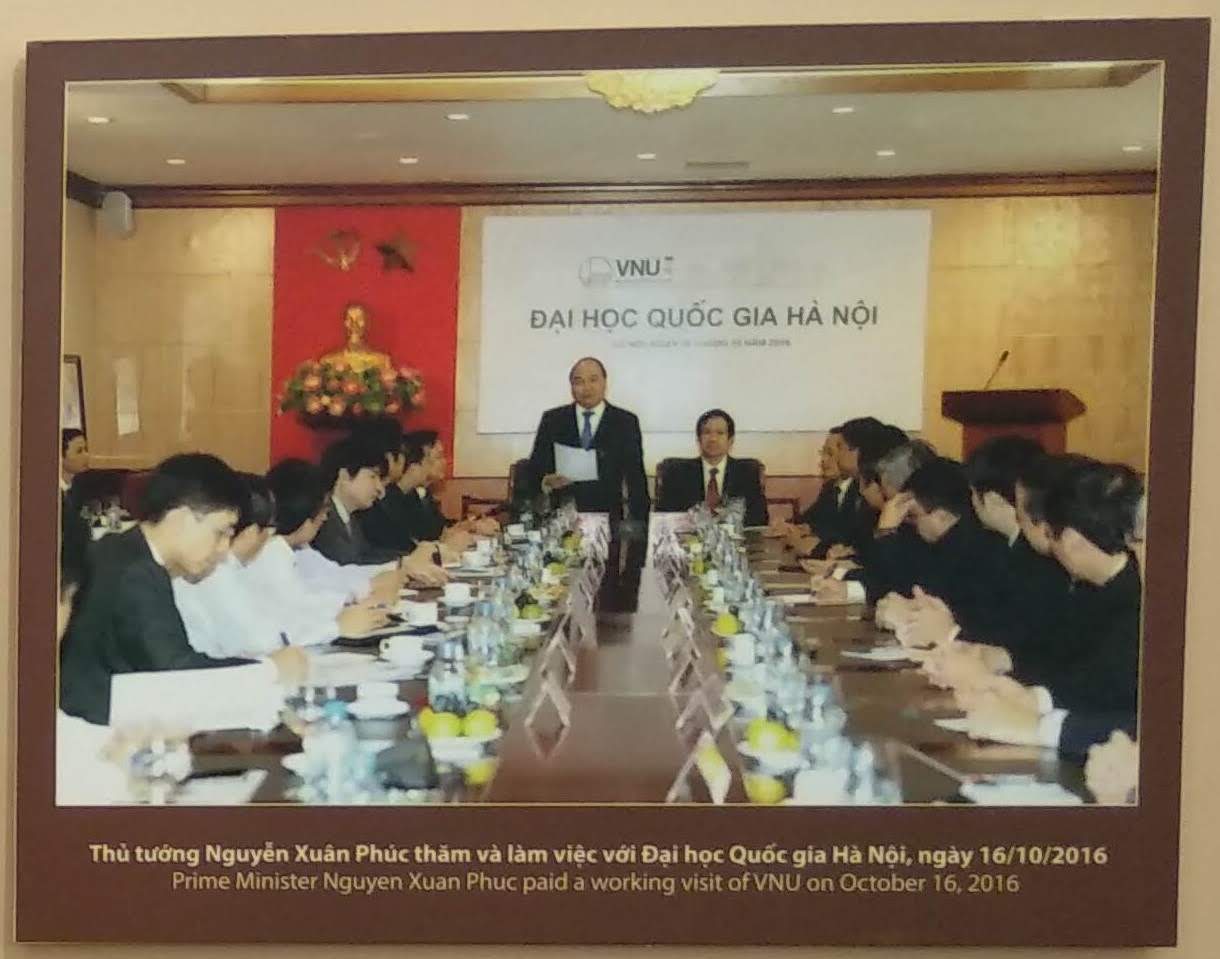 VNU
ĐẠI HỌC QUỐC GIA HÀ NỘI
NĂM 2016
Thủ tướng Nguyễn Xuân Phúc thăm và làm việc với Đại học Quốc gia Hà Nội, ngày 16/10/2016
Prime Minister Nguyen Xuan Phuc paid a working visit of VNU on October 16, 2016